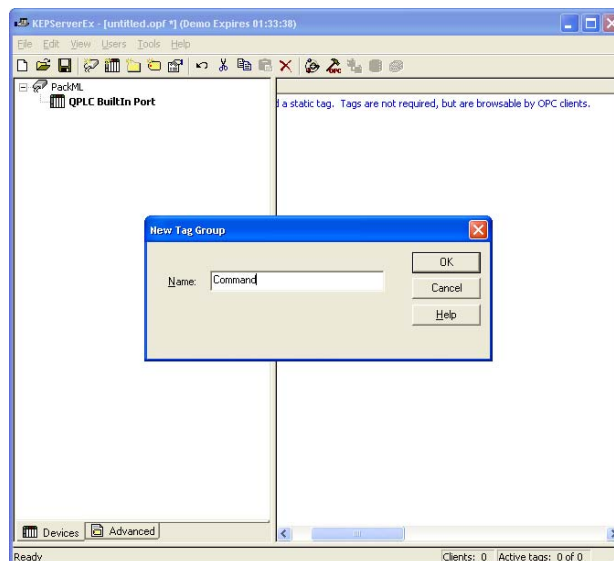 KEPServerEx - [untitled.opf *] (Demo Expires 01:33:38)
File Edit View Users Tools Help
PackML
QPLC BuiltIn Port
d a static tag. Tags are not required, but are browsable by OPC clients.
New Tag Group
Name: Command
OK
Cancel
Help
Devices Advanced
Ready Clients: 0 Active tags: 0 of 0